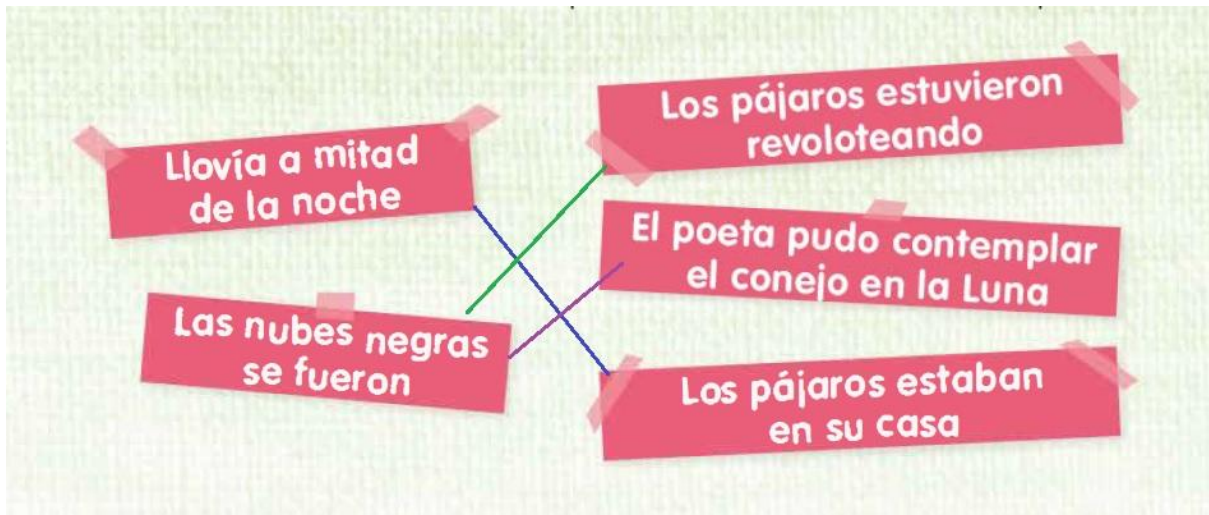 Llovía a mitad
de la noche
Las nubes negras
se fueron
Los pájaros estuvieron
revoloteando
El poeta pudo contemplar
el conejo en la Luna
Los pájaros estaban
en su casa